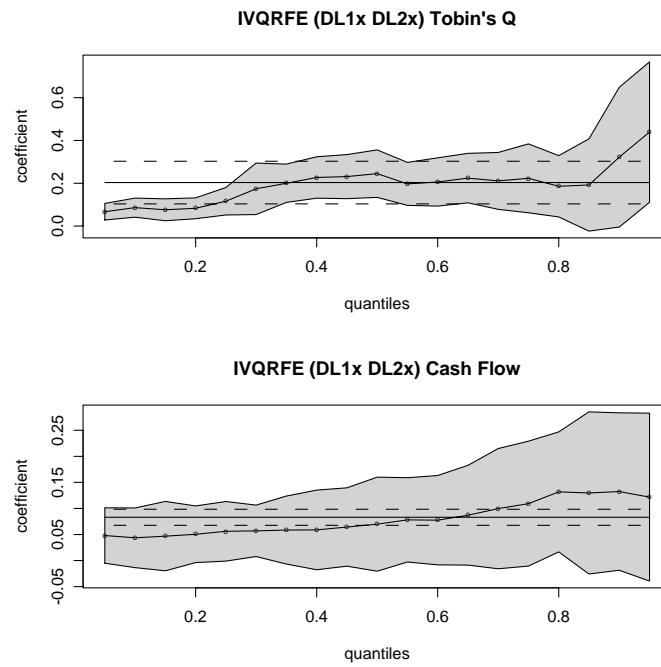 IVQRFE (DL1x DL2x) Tobin's Q
coefficient
0.6
0.4
0.2
0.0
0.2 0.4 0.6 0.8
quantiles
IVQRFE (DL1x DL2x) Cash Flow
coefficient
0.25
0.15
0.05
-0.05
0.2 0.4 0.6 0.8
quantiles